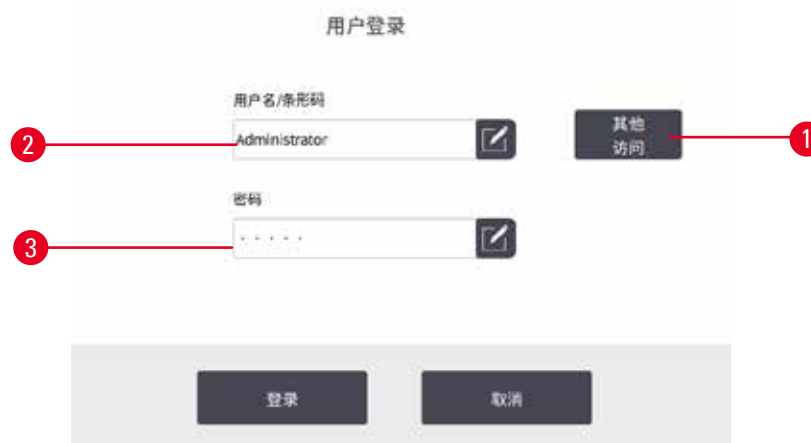 用户登录
用户名/条形码
2
Administrator
其他
访问
1
密码
3
·····
登录
取消